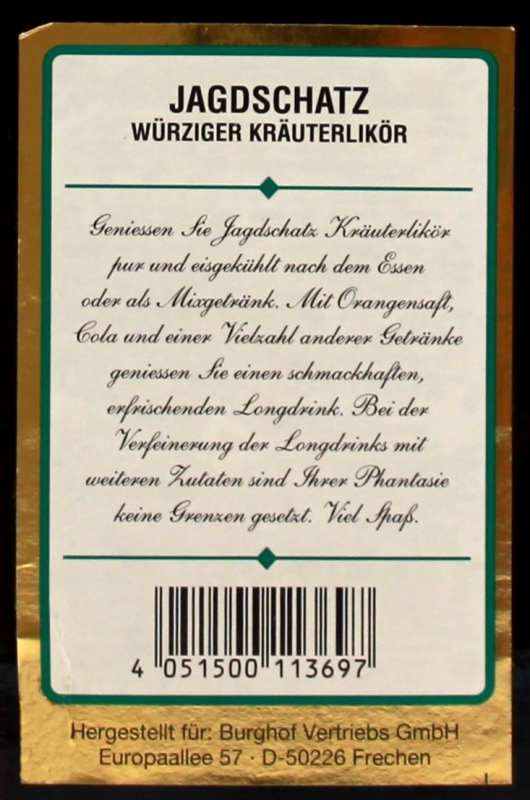 JAGDSCHATZ
WÜRZIGER KRÄUTERLIKÖR
Geniessen Sie Jagdschatz Kräuterlikör
pur und eisgekühlt nach dem Essen
oder als Mixgetränk. Mit Orangensaft,
Cola und einer Vielzahl anderer Getränke
geniessen Sie einen schmackhaften,
erfrischenden Longdrink. Bei der
Verfeinerung der Longdrinks mit
weiteren Zutaten sind Ihrer Phantasie
keine Grenzen gesetzt. Viel Spaß.
4 051500 113697
Hergestellt für: Burghof Vertriebs GmbH
Europaallee 57 · D-50226 Frechen